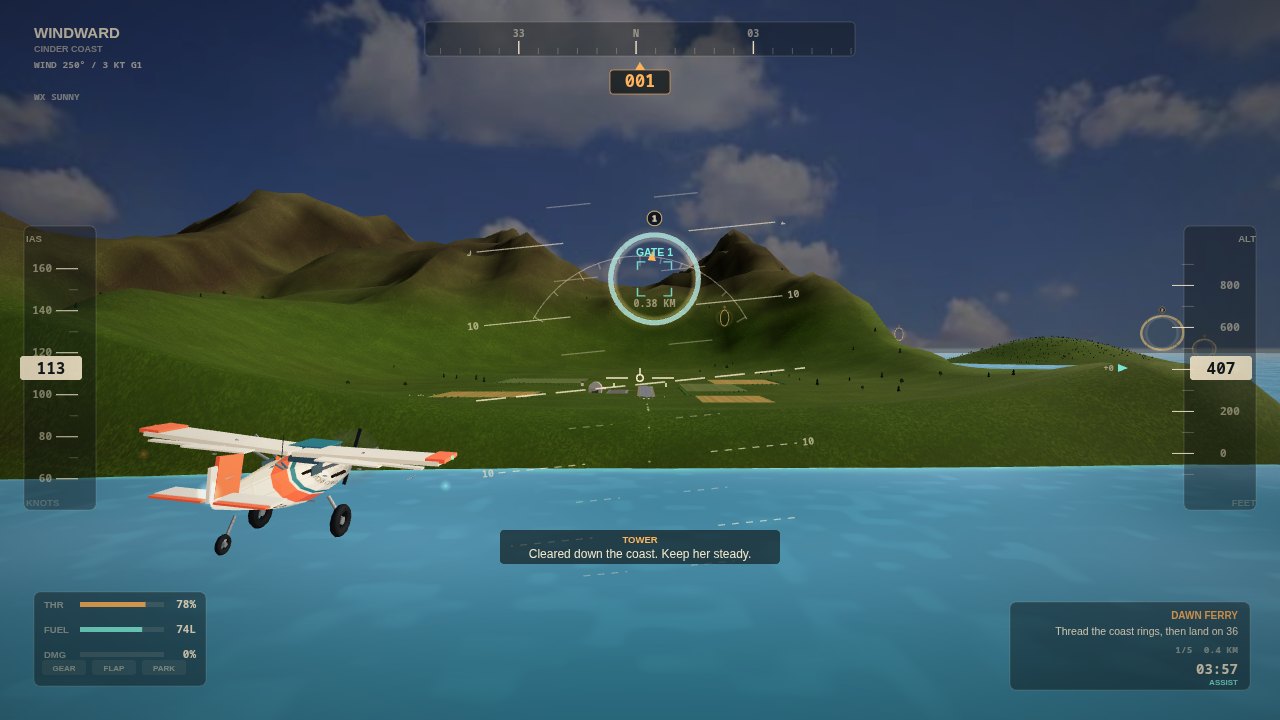 WINDWARD
CINDER COAST
WIND 250° / 3 KT G1
WX SUNNY
33 N 03
001
1
GATE 1
0.38 KM
10
10
10
10
IAS
160
140
120
113
100
80
60
KNOTS
ALT
800
600
+0
407
200
0
FEET
TOWER
Cleared down the coast. Keep her steady.
THR 78%
FUEL 74L
DMG 0%
GEAR FLAP PARK
DAWN FERRY
Thread the coast rings, then land on 36
1/5 0.4 KM
03:57
ASSIST